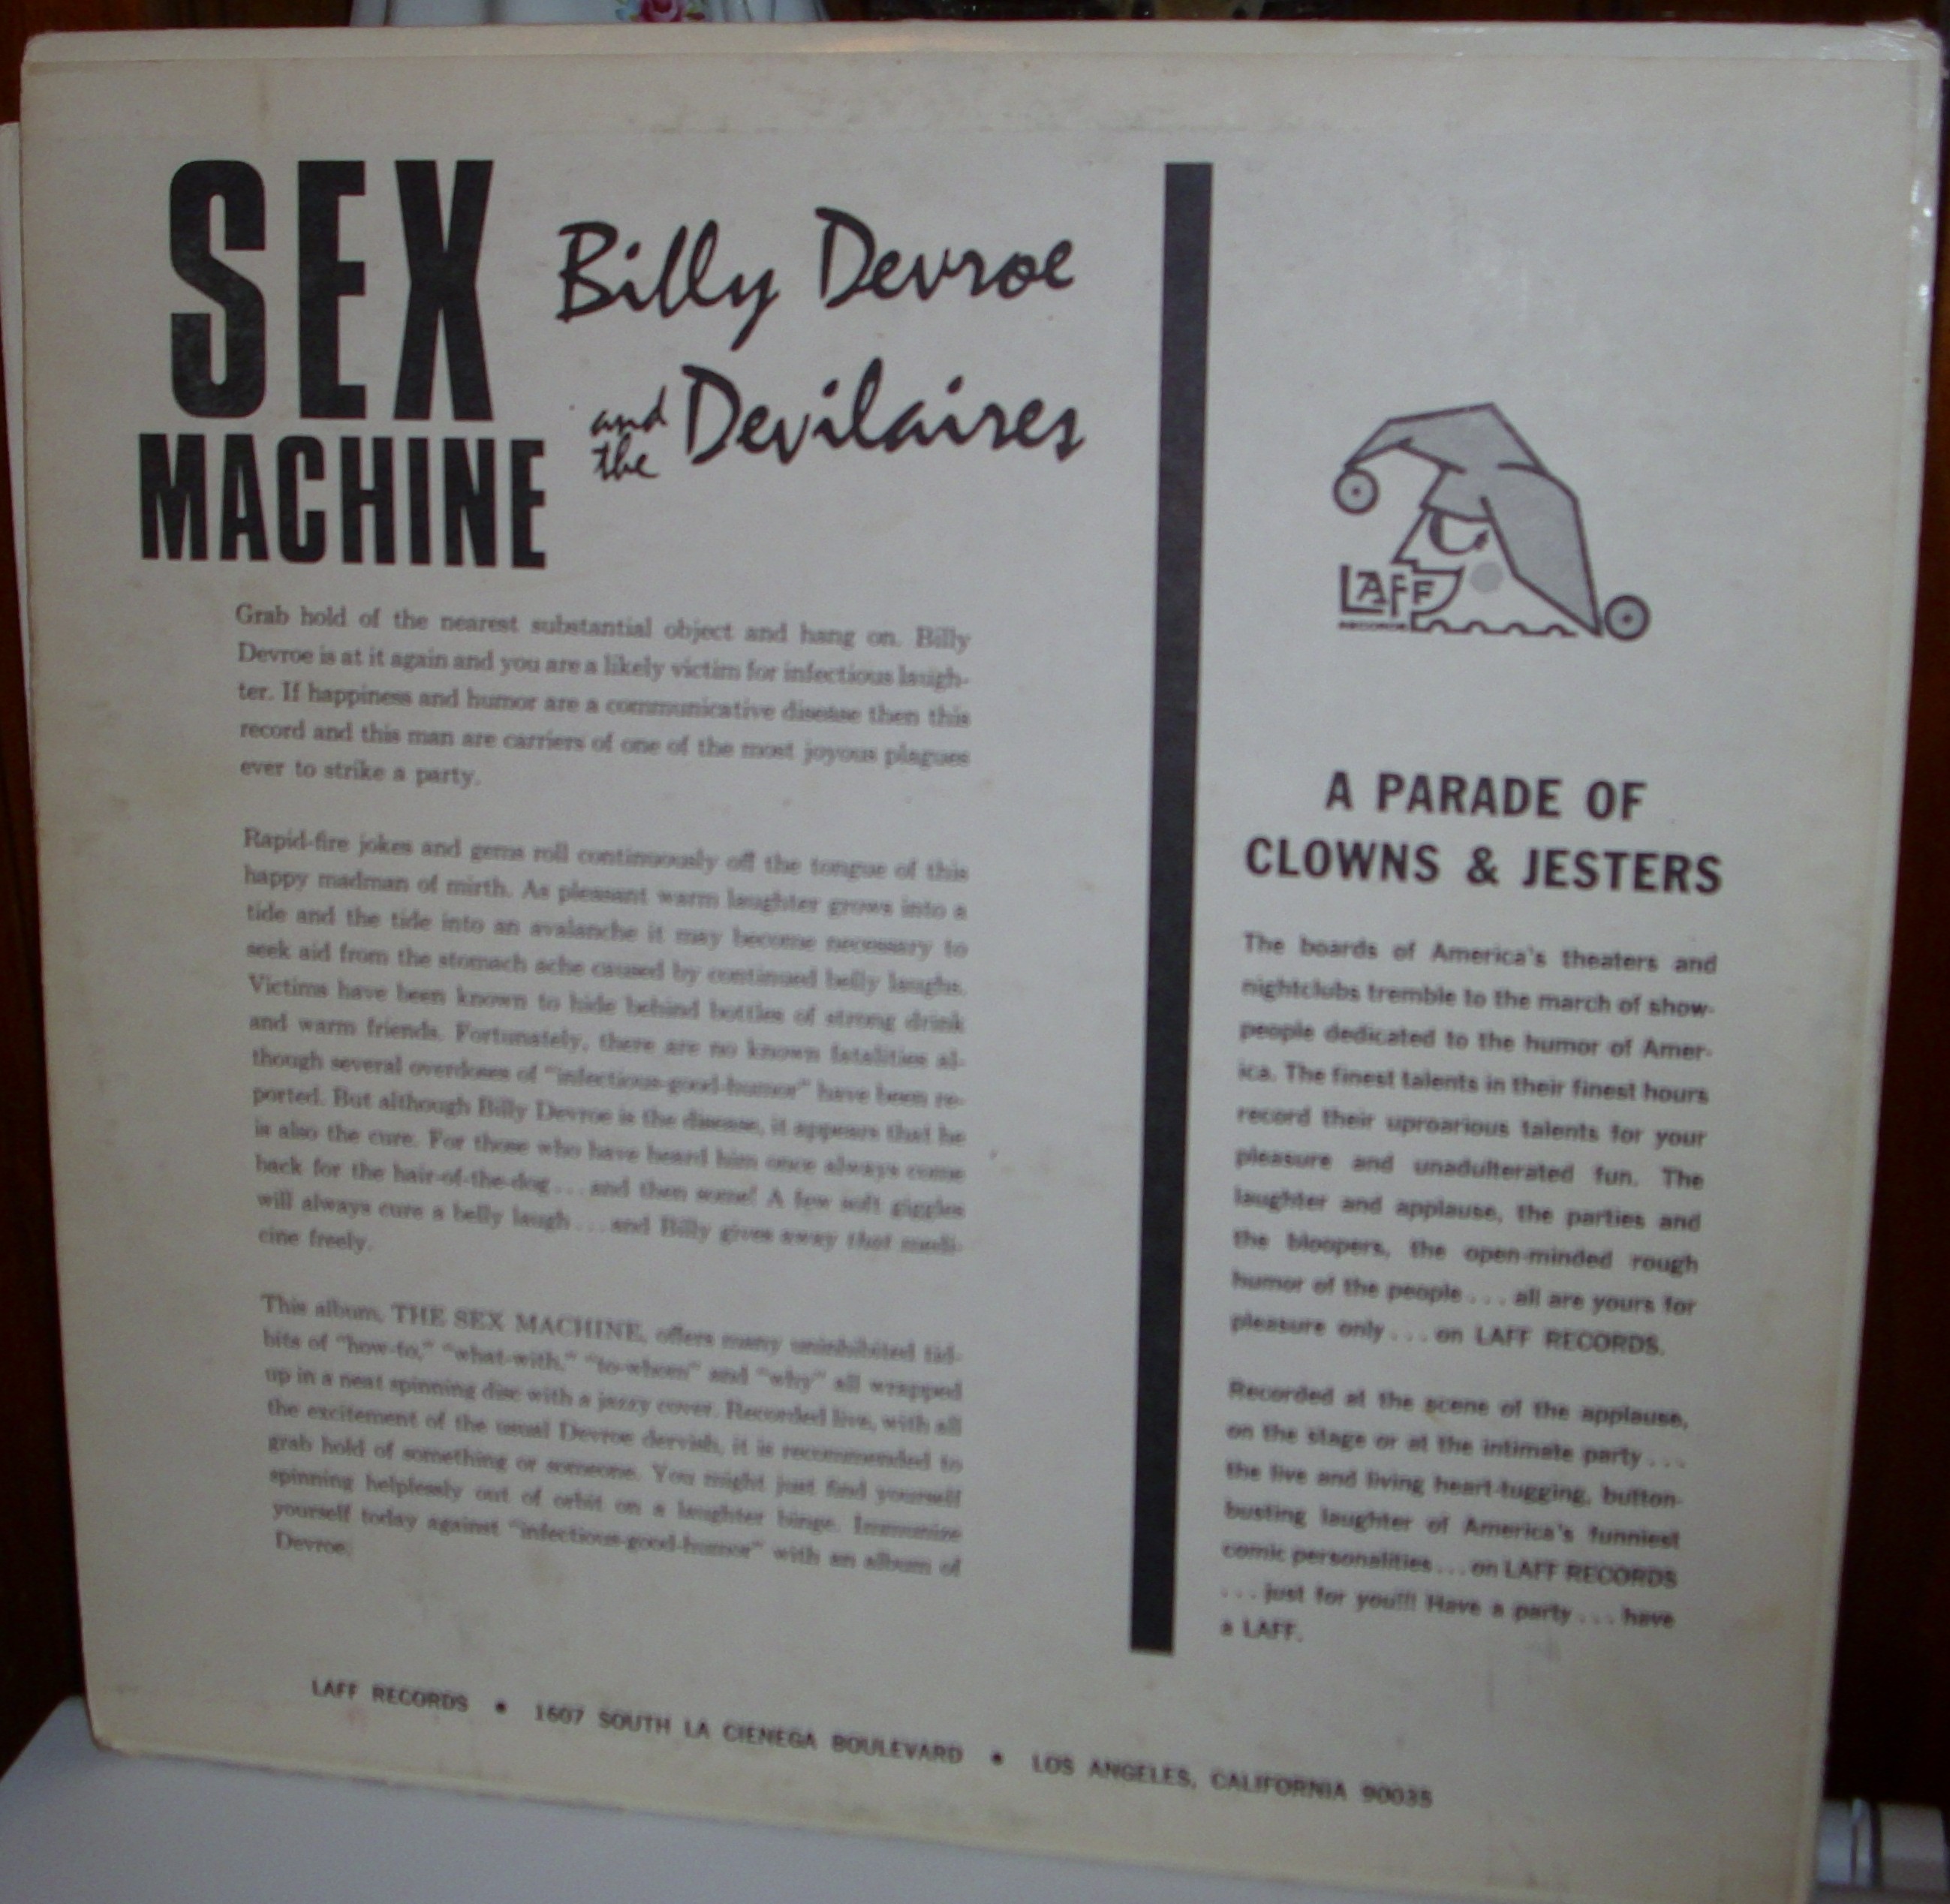 SEX
MACHINE
Billy Devroe
and the Devilaires
Grab hold of the nearest substantial object and hang on. Billy
Devroe is at it again and you are a likely victim for infectious laugh-
ter. If happiness and humor are a communicative disease then this
record and this man are carriers of one of the most joyous plagues
ever to strike a party.
Rapid-fire jokes and gems roll continuously off the tongue of this
happy madman of mirth. As pleasant warm laughter grows into a
tide and the tide into an avalanche it may become necessary to
seek aid from the stomach ache caused by continued belly laughs.
Victims have been known to hide behind bottles of strong drink
and warm friends. Fortunately, there are no known fatalities al-
though several overdoses of "infectious-good-humor" have been re-
ported. But although Billy Devroe is the disease, it appears that he
is also the cure. For those who have heard him once always come
back for the hair-of-the-dog...and then some! A few soft giggles
will always cure a belly laugh...and Billy gives away that medi-
cine freely.
This album, THE SEX MACHINE, offers many uninhibited tid-
bits of "how-to," "what-with," "to-whom" and "why" all wrapped
up in a neat spinning disc with a jazzy cover. Recorded live, with all
the excitement of the usual Devroe dervish, it is recommended to
grab hold of something or someone. You might just find yourself
spinning helplessly out of orbit on a laughter binge. Immunize
yourself today against "infectious-good-humor" with an album of
Devroe.
LAFF
RECORDS
A PARADE OF
CLOWNS & JESTERS
The boards of America's theaters and
nightclubs tremble to the march of show-
people dedicated to the humor of Amer-
ica. The finest talents in their finest hours
record their uproarious talents for your
pleasure and unadulterated fun. The
laughter and applause, the parties and
the bloopers, the open-minded rough
humor of the people... all are yours for
pleasure only... on LAFF RECORDS.
Recorded at the scene of the applause,
on the stage or at the intimate party...
the live and living heart-tugging, button-
busting laughter of America's funniest
comic personalities...on LAFF RECORDS
...just for you!!! Have a party...have
a LAFF.
LAFF RECORDS • 1607 SOUTH LA CIENEGA BOULEVARD • LOS ANGELES, CALIFORNIA 90035